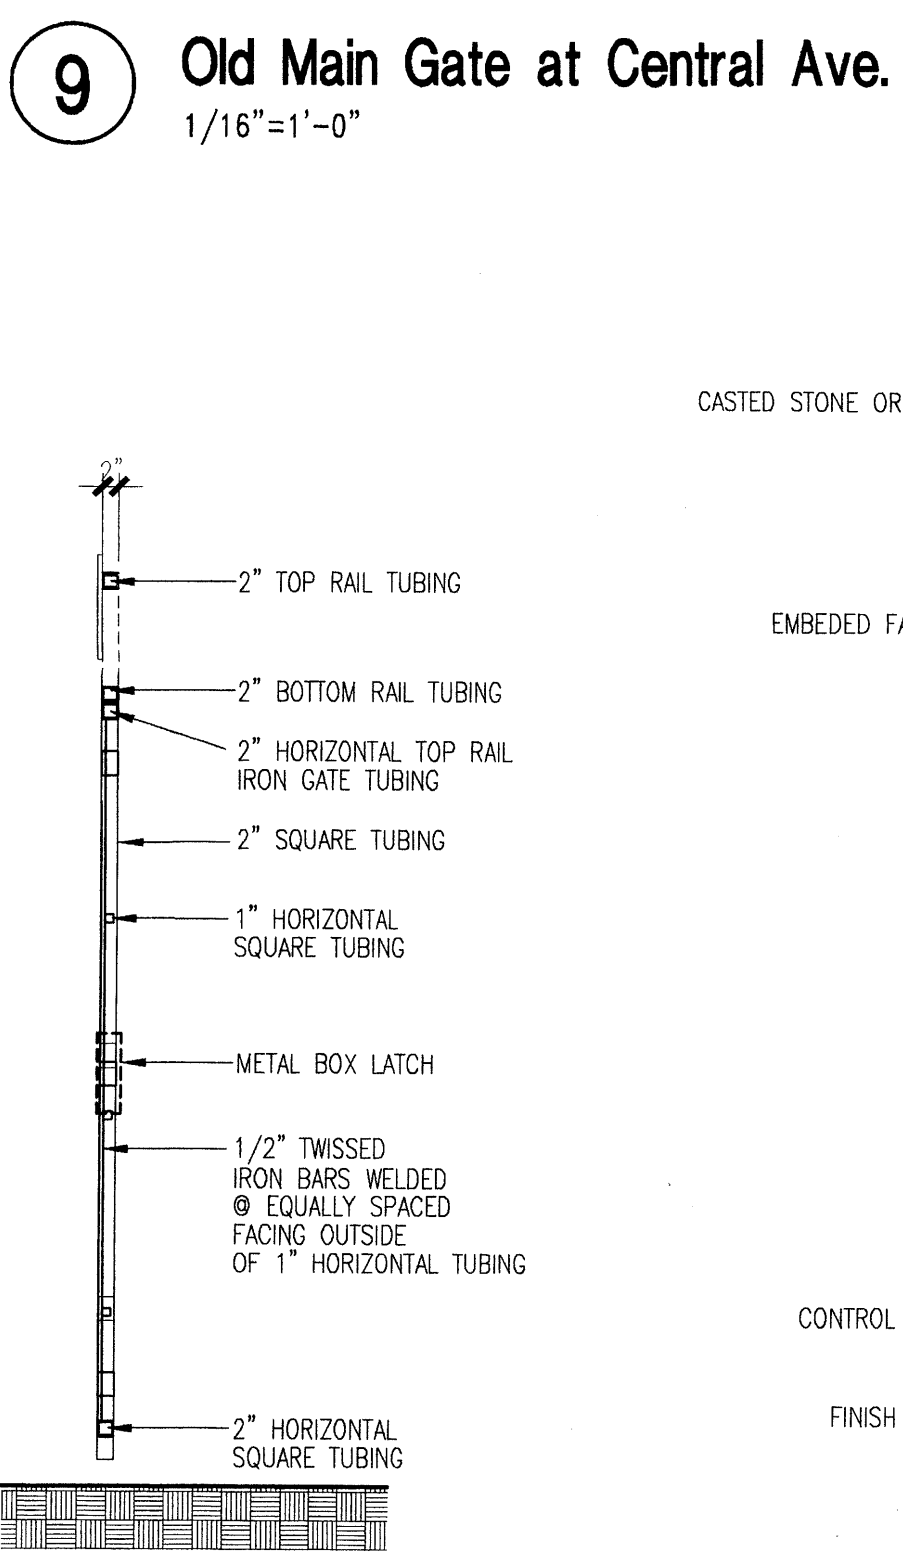 9
Old Main Gate at Central Ave.
1/16"=1'-0"
CASTED STONE OR
2"
2" TOP RAIL TUBING
EMBEDED FA
2" BOTTOM RAIL TUBING
2" HORIZONTAL TOP RAIL
IRON GATE TUBING
2" SQUARE TUBING
1" HORIZONTAL
SQUARE TUBING
METAL BOX LATCH
1/2" TWISSED
IRON BARS WELDED
@ EQUALLY SPACED
FACING OUTSIDE
OF 1" HORIZONTAL TUBING
CONTROL
FINISH
2" HORIZONTAL
SQUARE TUBING